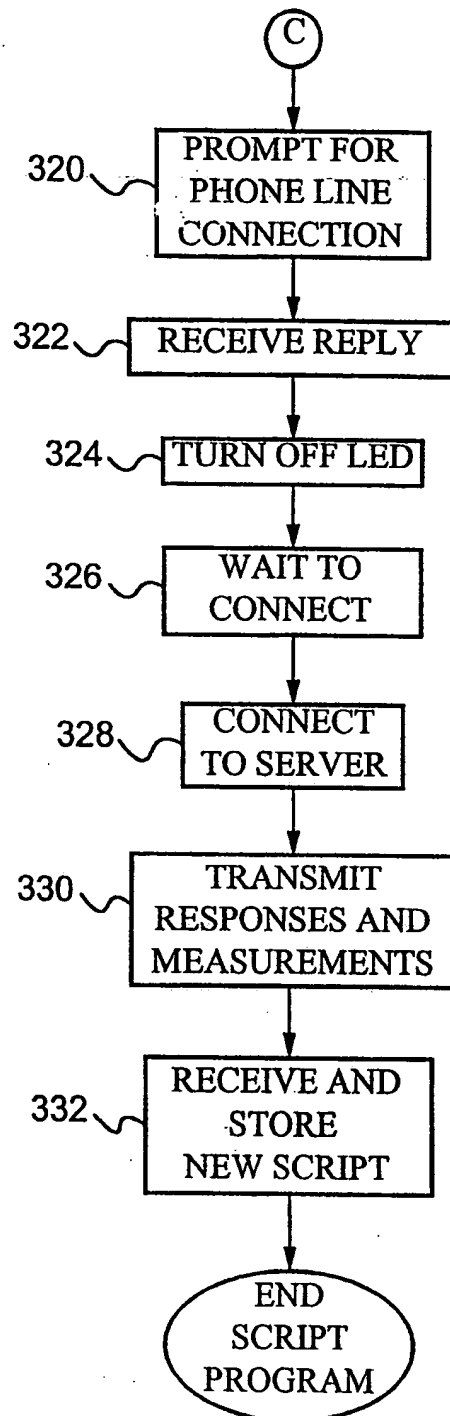 C
320
PROMPT FOR
PHONE LINE
CONNECTION
322
RECEIVE REPLY
324
TURN OFF LED
326
WAIT TO
CONNECT
328
CONNECT
TO SERVER
330
TRANSMIT
RESPONSES AND
MEASUREMENTS
332
RECEIVE AND
STORE
NEW SCRIPT
END
SCRIPT
PROGRAM